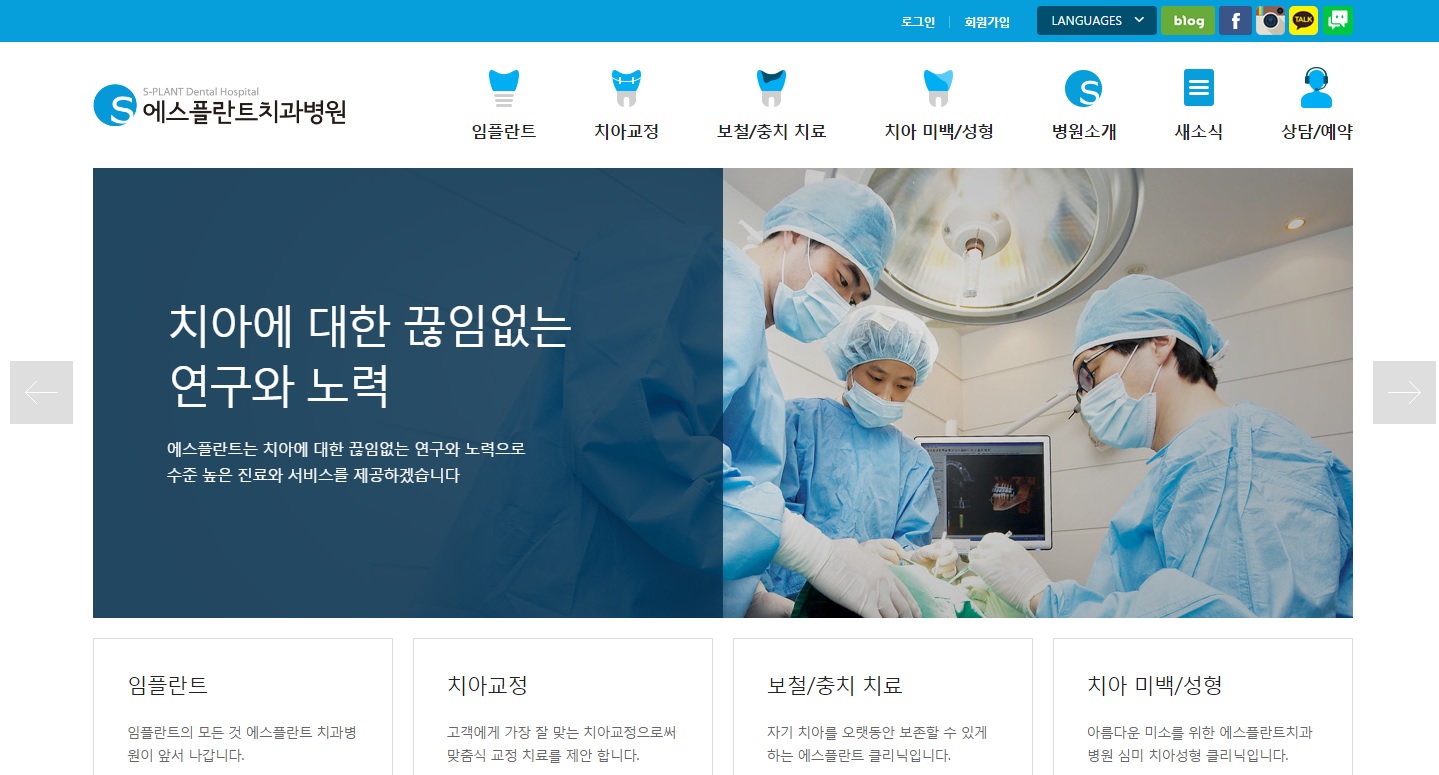 로그인
회원가입
LANGUAGES
blog
f
TALK
S
S-PLANT Dental Hospital
에스플란트치과병원
임플란트
치아교정
보철/충치 치료
치아 미백/성형
병원소개
새소식
상담/예약
치아에 대한 끊임없는
연구와 노력
에스플란트는 치아에 대한 끊임없는 연구와 노력으로
수준 높은 진료와 서비스를 제공하겠습니다
임플란트
임플란트의 모든 것 에스플란트 치과병
원이 앞서 나갑니다.
치아교정
고객에게 가장 잘 맞는 치아교정으로써
맞춤식 교정 치료를 제안 합니다.
보철/충치 치료
자기 치아를 오랫동안 보존할 수 있게
하는 에스플란트 클리닉입니다.
치아 미백/성형
아름다운 미소를 위한 에스플란트치과
병원 심미 치아성형 클리닉입니다.